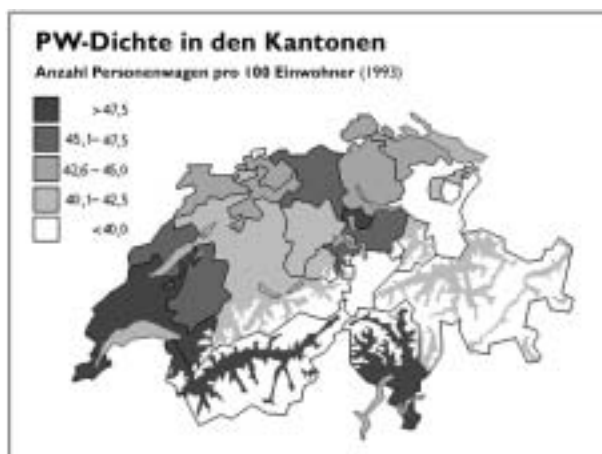 PW-Dichte in den Kantonen
Anzahl Personenwagen pro 100 Einwohner (1993)
>47,5
45,1–47,5
42,6–45,0
40,1–42,5
<40,0